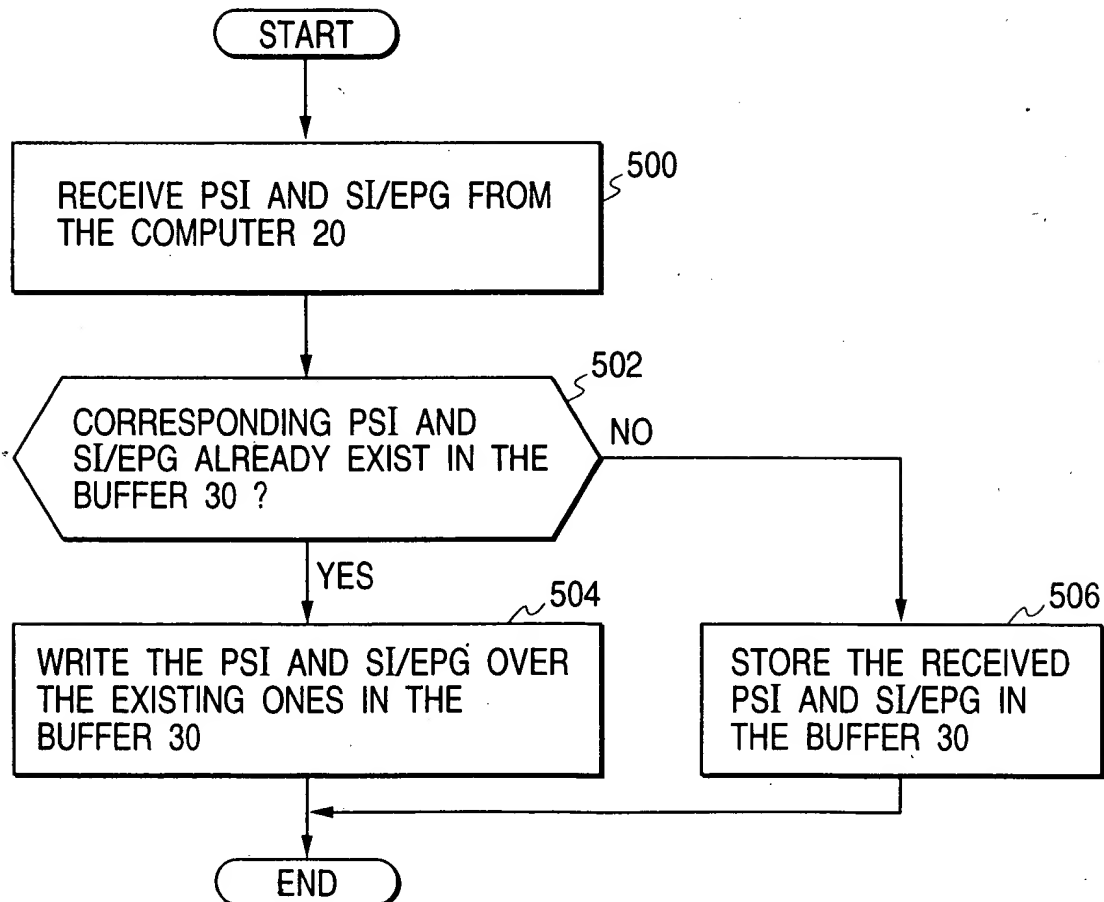 START
500
RECEIVE PSI AND SI/EPG FROM
THE COMPUTER 20
502
CORRESPONDING PSI AND
SI/EPG ALREADY EXIST IN THE
BUFFER 30 ?
NO
YES
504
WRITE THE PSI AND SI/EPG OVER
THE EXISTING ONES IN THE
BUFFER 30
506
STORE THE RECEIVED
PSI AND SI/EPG IN
THE BUFFER 30
END